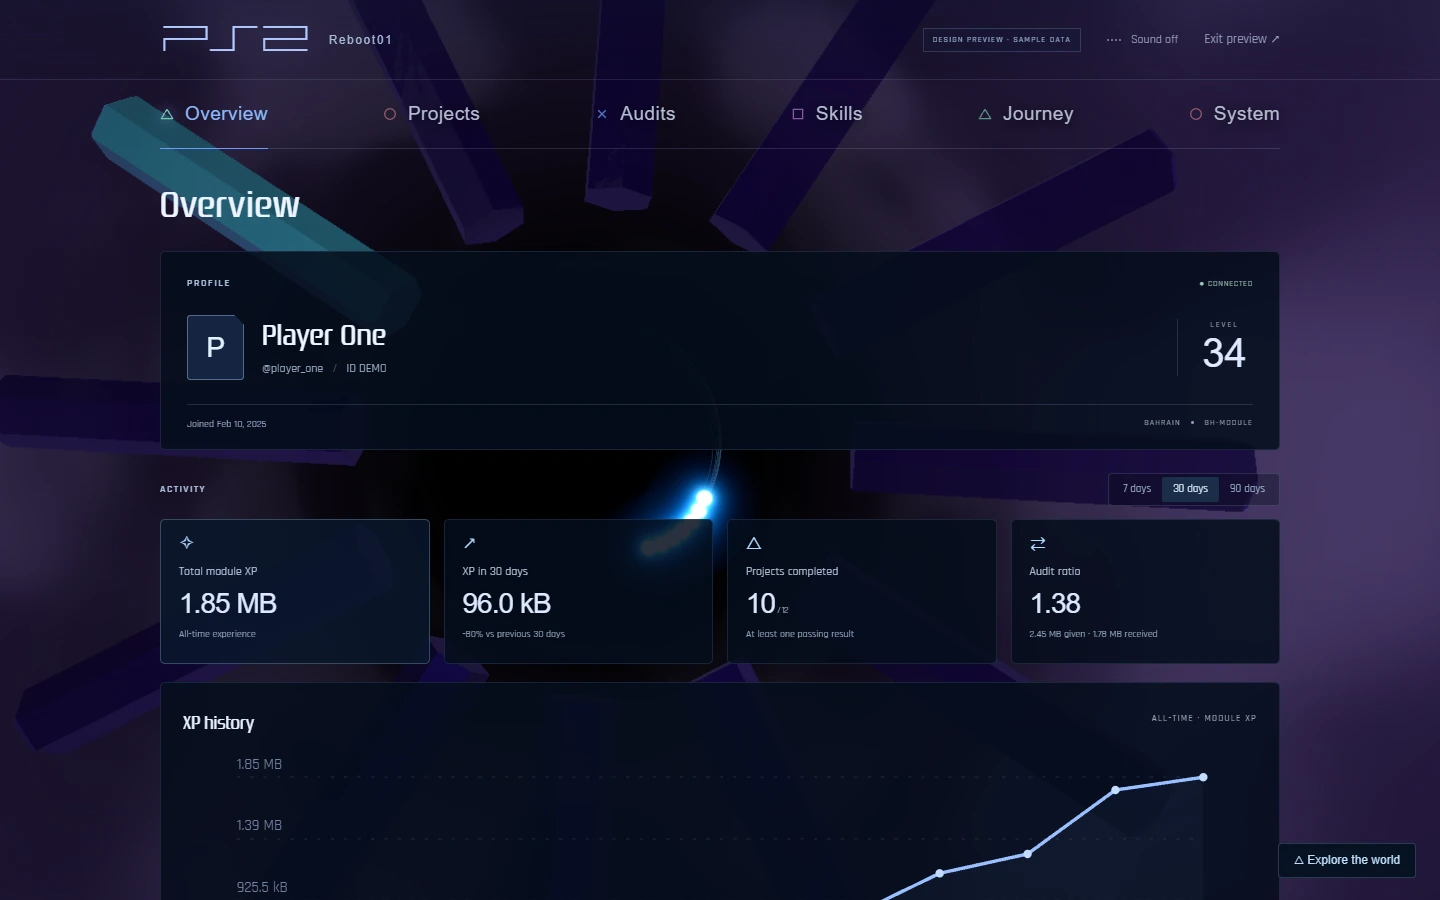 PS2 Reboot01
DESIGN PREVIEW · SAMPLE DATA
Sound off
Exit preview ↗
△ Overview
○ Projects
✕ Audits
□ Skills
△ Journey
○ System
Overview
PROFILE
● CONNECTED
P
Player One
@player_one / ID DEMO
LEVEL
34
Joined Feb 10, 2025
BAHRAIN • BH-MODULE
ACTIVITY
7 days 30 days 90 days
Total module XP
1.85 MB
All-time experience
XP in 30 days
96.0 kB
-80% vs previous 30 days
Projects completed
10 /12
At least one passing result
Audit ratio
1.38
2.45 MB given · 1.78 MB received
XP history
ALL-TIME · MODULE XP
1.85 MB
1.39 MB
925.5 kB
△ Explore the world